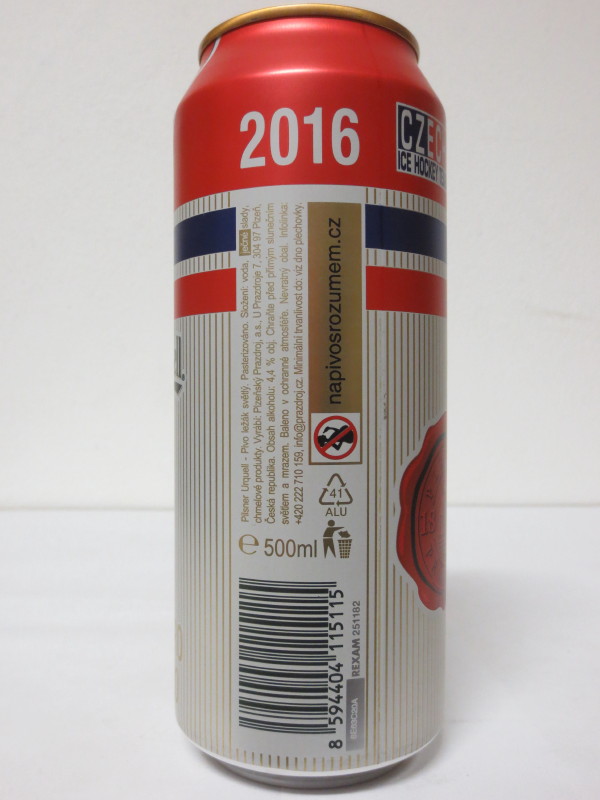 2016
CZEC
ICE HOCKEY TE
Pilsner Urquell - Pivo ležák světlý. Pasterizováno. Složení: voda, ječné slady,
chmelové produkty. Vyrábí: Plzeňský Prazdroj, a.s., U Prazdroje 7, 304 97 Plzeň,
Česká republika. Obsah alkoholu: 4,4 % obj. Chraňte před přímým slunečním
světlem a mrazem. Baleno v ochranné atmosféře. Nevratný obal. Infolinka:
+420 222 710 159, info@prazdroj.cz. Minimální trvanlivost do: viz dno plechovky.
napivosrozumem.cz
41
ALU
e 500ml
8 594404 115115
REXAM 251182
ell